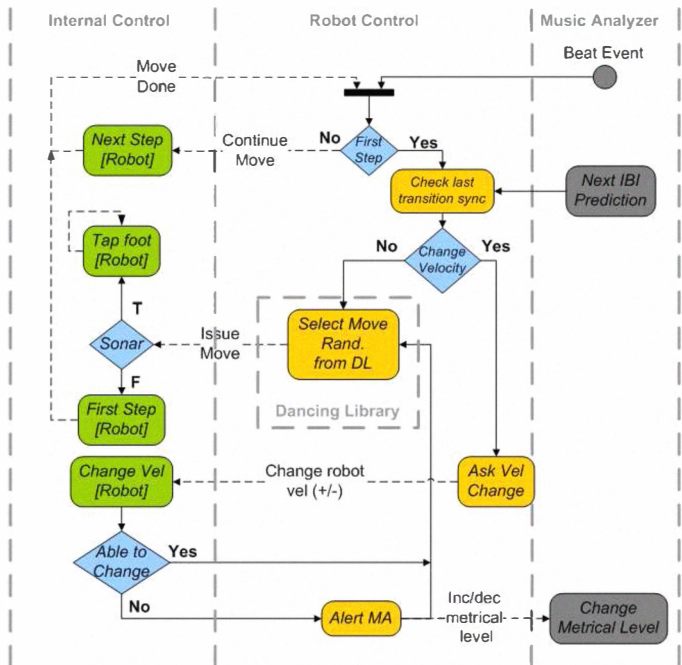 Internal Control
Robot Control
Music Analyzer
Beat Event
Move
Done
Next Step
[Robot]
Continue
Move
No
First
Step
Yes
Check last
transition sync
Next IBI
Prediction
Tap foot
[Robot]
No
Change
Velocity
Yes
T
Sonar
Issue
Move
Select Move
Rand.
from DL
F
First Step
[Robot]
Dancing Library
Change Vel
[Robot]
Change robot
vel (+/-)
Ask Vel
Change
Able to
Change
Yes
No
Alert MA
Inc/dec
metrical
level
Change
Metrical Level